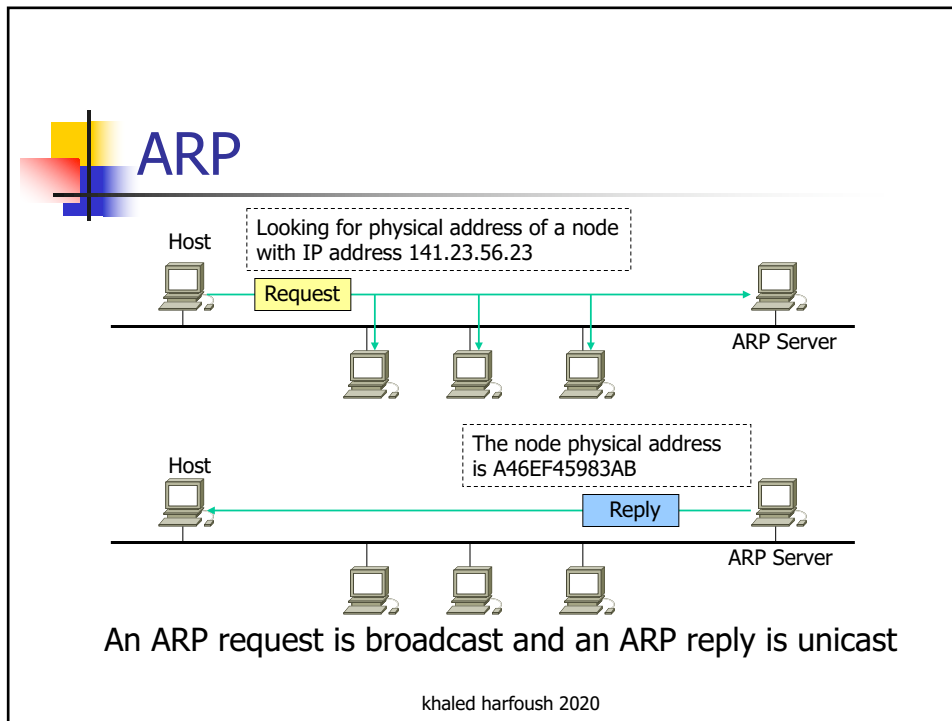 ARP
Looking for physical address of a node
with IP address 141.23.56.23
Host
Request
ARP Server
The node physical address
is A46EF45983AB
Host
Reply
ARP Server
An ARP request is broadcast and an ARP reply is unicast
khaled harfoush 2020